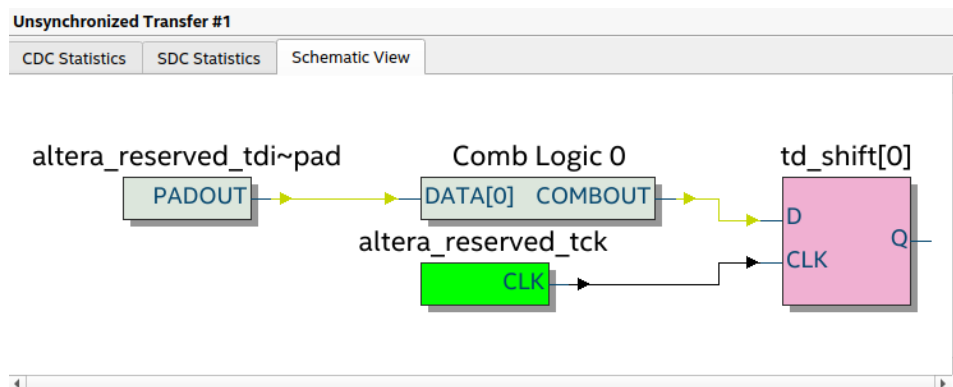 Unsynchronized Transfer #1
CDC Statistics
SDC Statistics
Schematic View
altera_reserved_tdi~pad
Comb Logic 0
td_shift[0]
PADOUT
DATA[0]
COMBOUT
D
altera_reserved_tck
Q
CLK
CLK